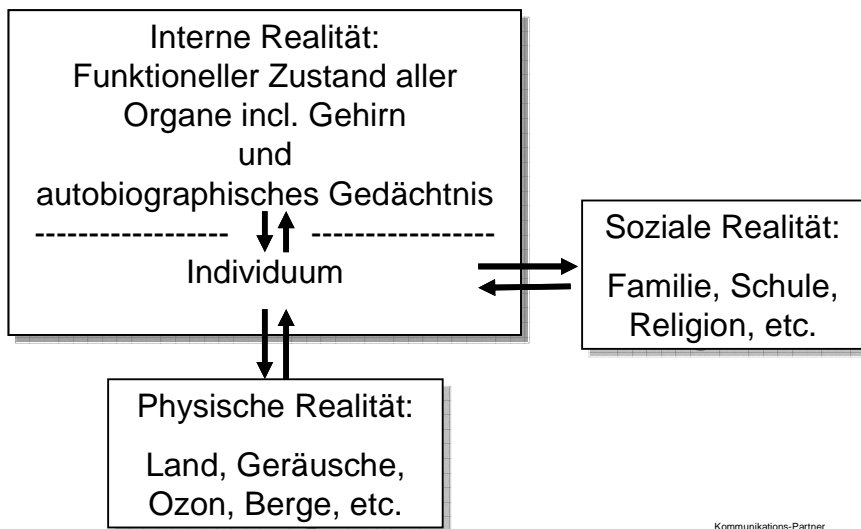 Interne Realität:
Funktioneller Zustand aller
Organe incl. Gehirn
und
autobiographisches Gedächtnis
Individuum
Soziale Realität:
Familie, Schule,
Religion, etc.
Physische Realität:
Land, Geräusche,
Ozon, Berge, etc.
Kommunikations-Partner